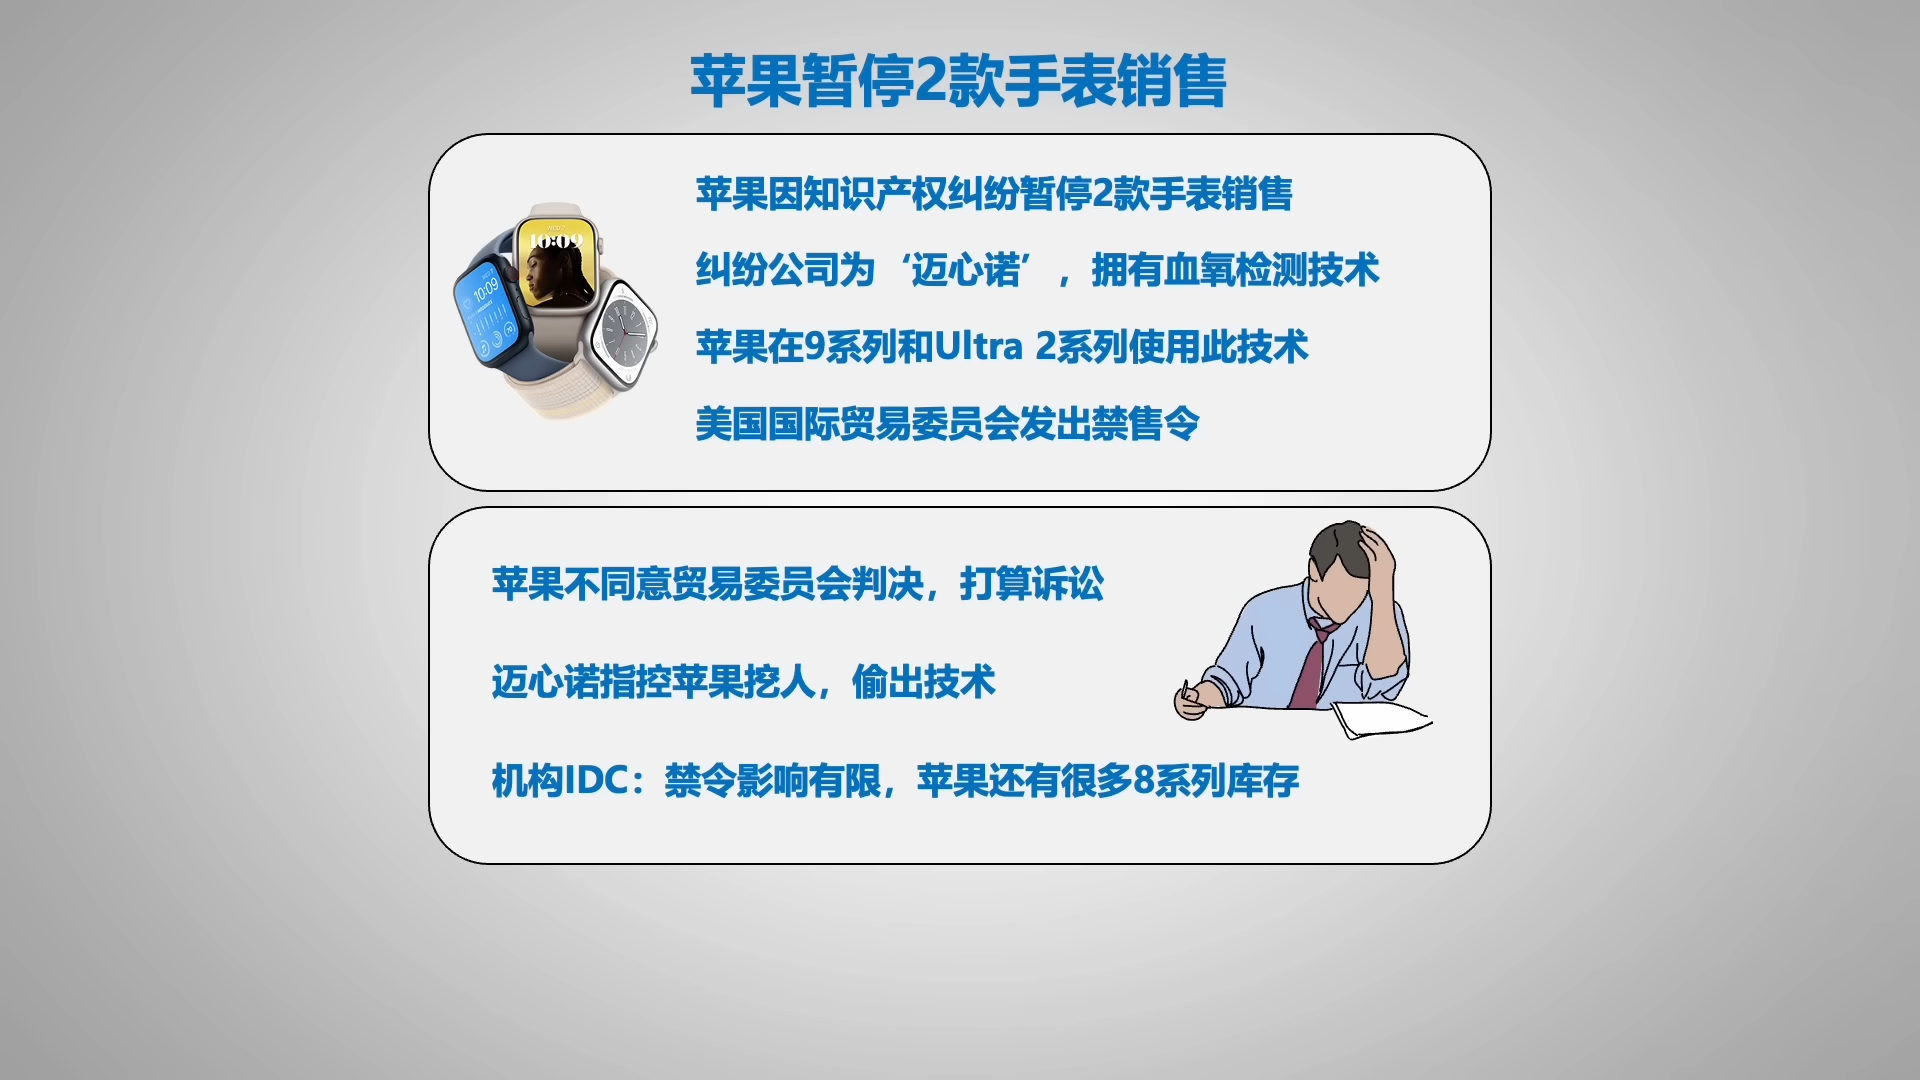 苹果暂停2款手表销售
苹果因知识产权纠纷暂停2款手表销售
纠纷公司为‘迈心诺’，拥有血氧检测技术
苹果在9系列和Ultra 2系列使用此技术
美国国际贸易委员会发出禁售令
10:09
10:09
苹果不同意贸易委员会判决，打算诉讼
迈心诺指控苹果挖人，偷出技术
机构IDC：禁令影响有限，苹果还有很多8系列库存